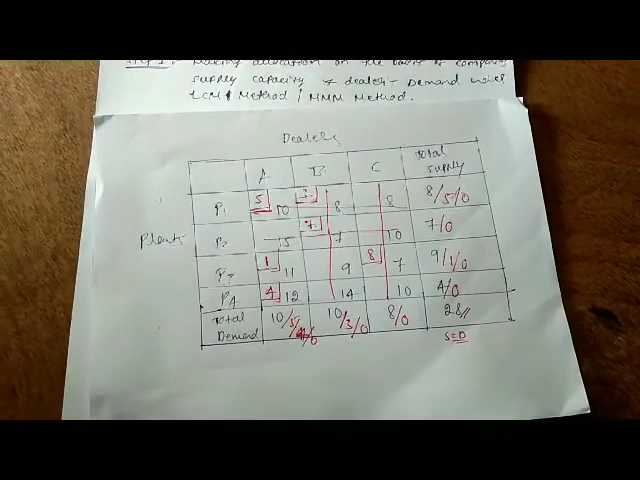 Step 1: Making allocation on the basis of company
supply capacity & dealer Demand using
LCM Method / MMM Method.
Dealers
A B C Total supply
Plants
P1 5 10 3 8 8 8/5/0
P2 15 7 7 10 7/0
P3 1 11 9 8 7 9/1/0
P4 4 12 14 10 4/0
Total Demand 10/5/4/0 10/3/0 8/0 28
S=D